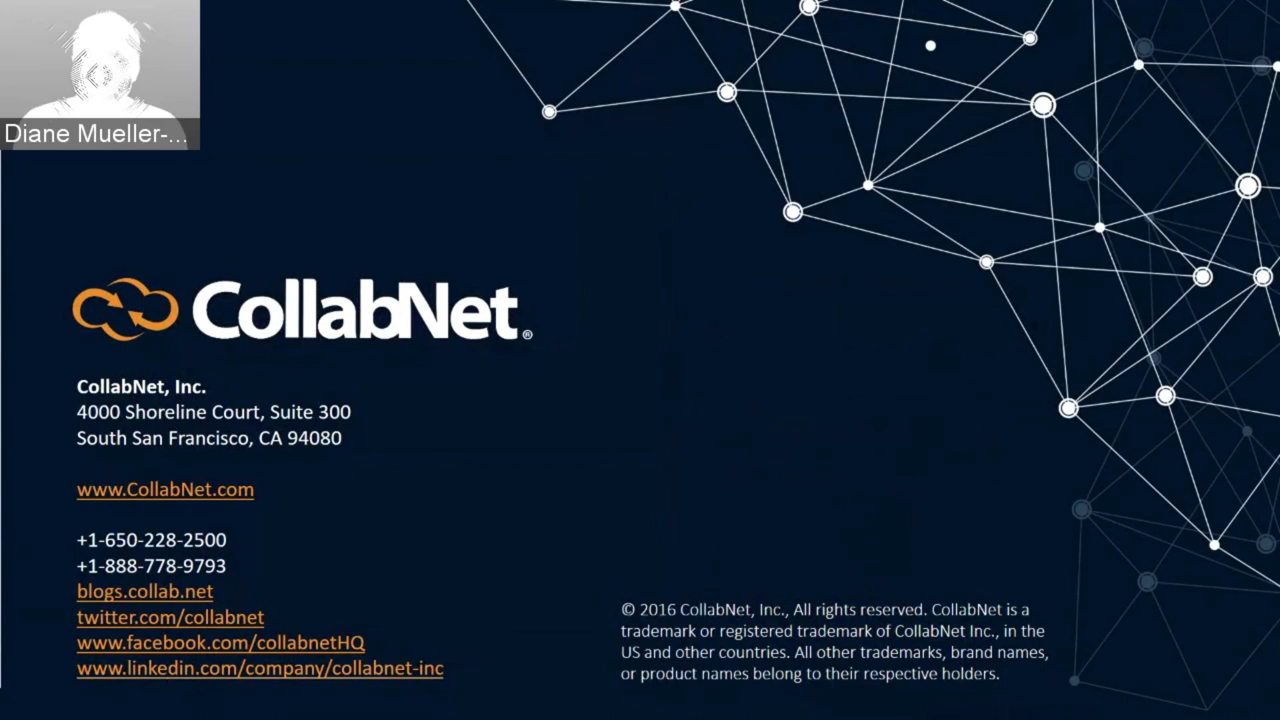 Diane Mueller-...
CollabNet®
CollabNet, Inc.
4000 Shoreline Court, Suite 300
South San Francisco, CA 94080
www.CollabNet.com
+1-650-228-2500
+1-888-778-9793
blogs.collab.net
twitter.com/collabnet
www.facebook.com/collabnetHQ
www.linkedin.com/company/collabnet-inc
© 2016 CollabNet, Inc., All rights reserved. CollabNet is a
trademark or registered trademark of CollabNet Inc., in the
US and other countries. All other trademarks, brand names,
or product names belong to their respective holders.